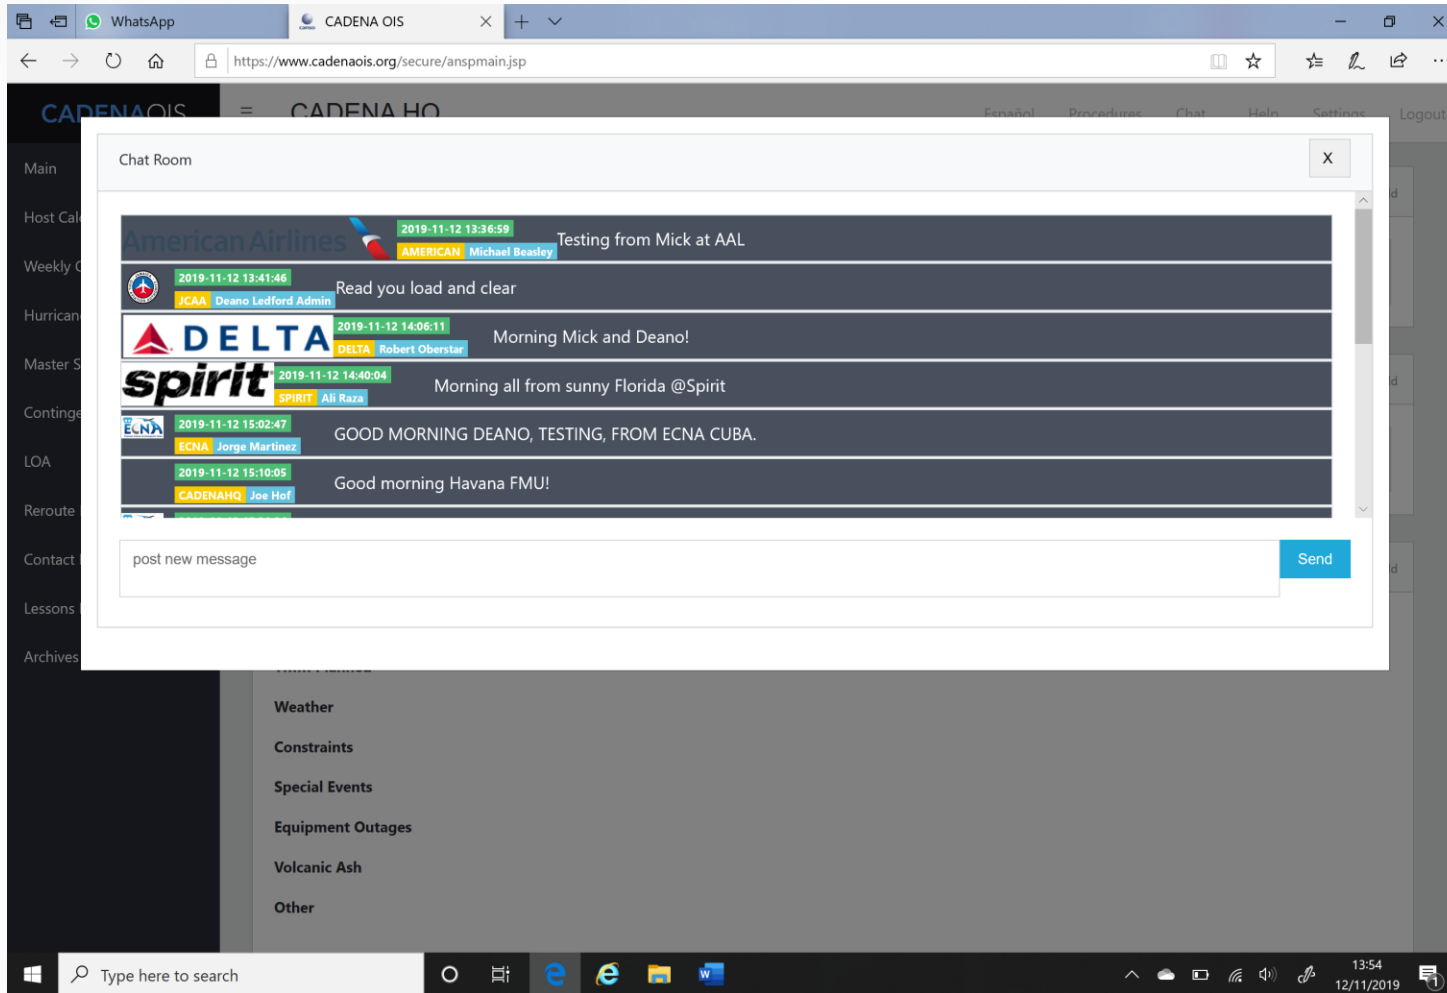 WhatsApp
CADENA OIS
https://www.cadenaois.org/secure/anspmain.jsp
CADENAOIS
CADENA HQ
Español Procedures Chat Help Settings Logout
Chat Room
X
Main
Host
Weekly
Master
LOA
Reroute
Contact
Lessons
Archives
American Airlines
2019-11-12 13:36:59
AMERICAN Michael Beasley
Testing from Mick at AAL
2019-11-12 13:41:46
JCAA Deano Ledford Admin
Read you load and clear
DELTA
2019-11-12 14:06:11
DELTA Robert Oberstar
Morning Mick and Deano!
spirit
2019-11-12 14:40:04
SPIRIT Ali Raza
Morning all from sunny Florida @Spirit
ECNA
2019-11-12 15:02:47
ECNA Jorge Martinez
GOOD MORNING DEANO, TESTING, FROM ECNA CUBA.
2019-11-12 15:10:05
CADENAHQ Joe Hof
Good morning Havana FMU!
post new message
Send
Weather
Constraints
Special Events
Equipment Outages
Volcanic Ash
Other
Type here to search
13:54
12/11/2019